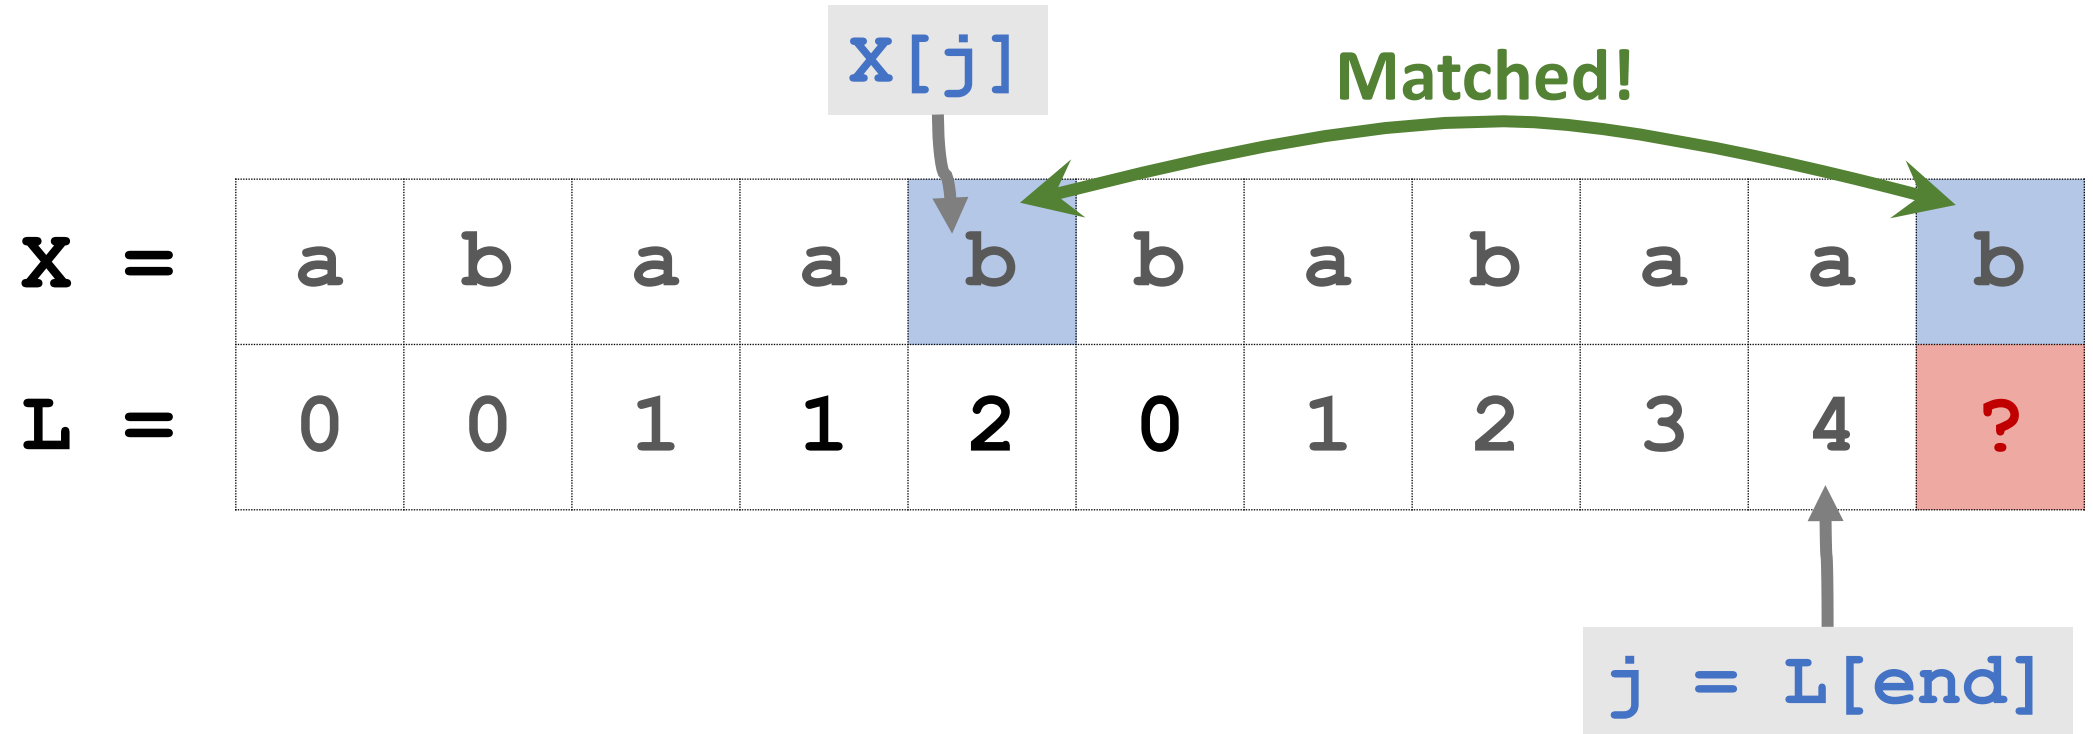 X[j]
Matched!
X = a b a a b b a b a a b
L = 0 0 1 1 2 0 1 2 3 4 ?
j = L[end]